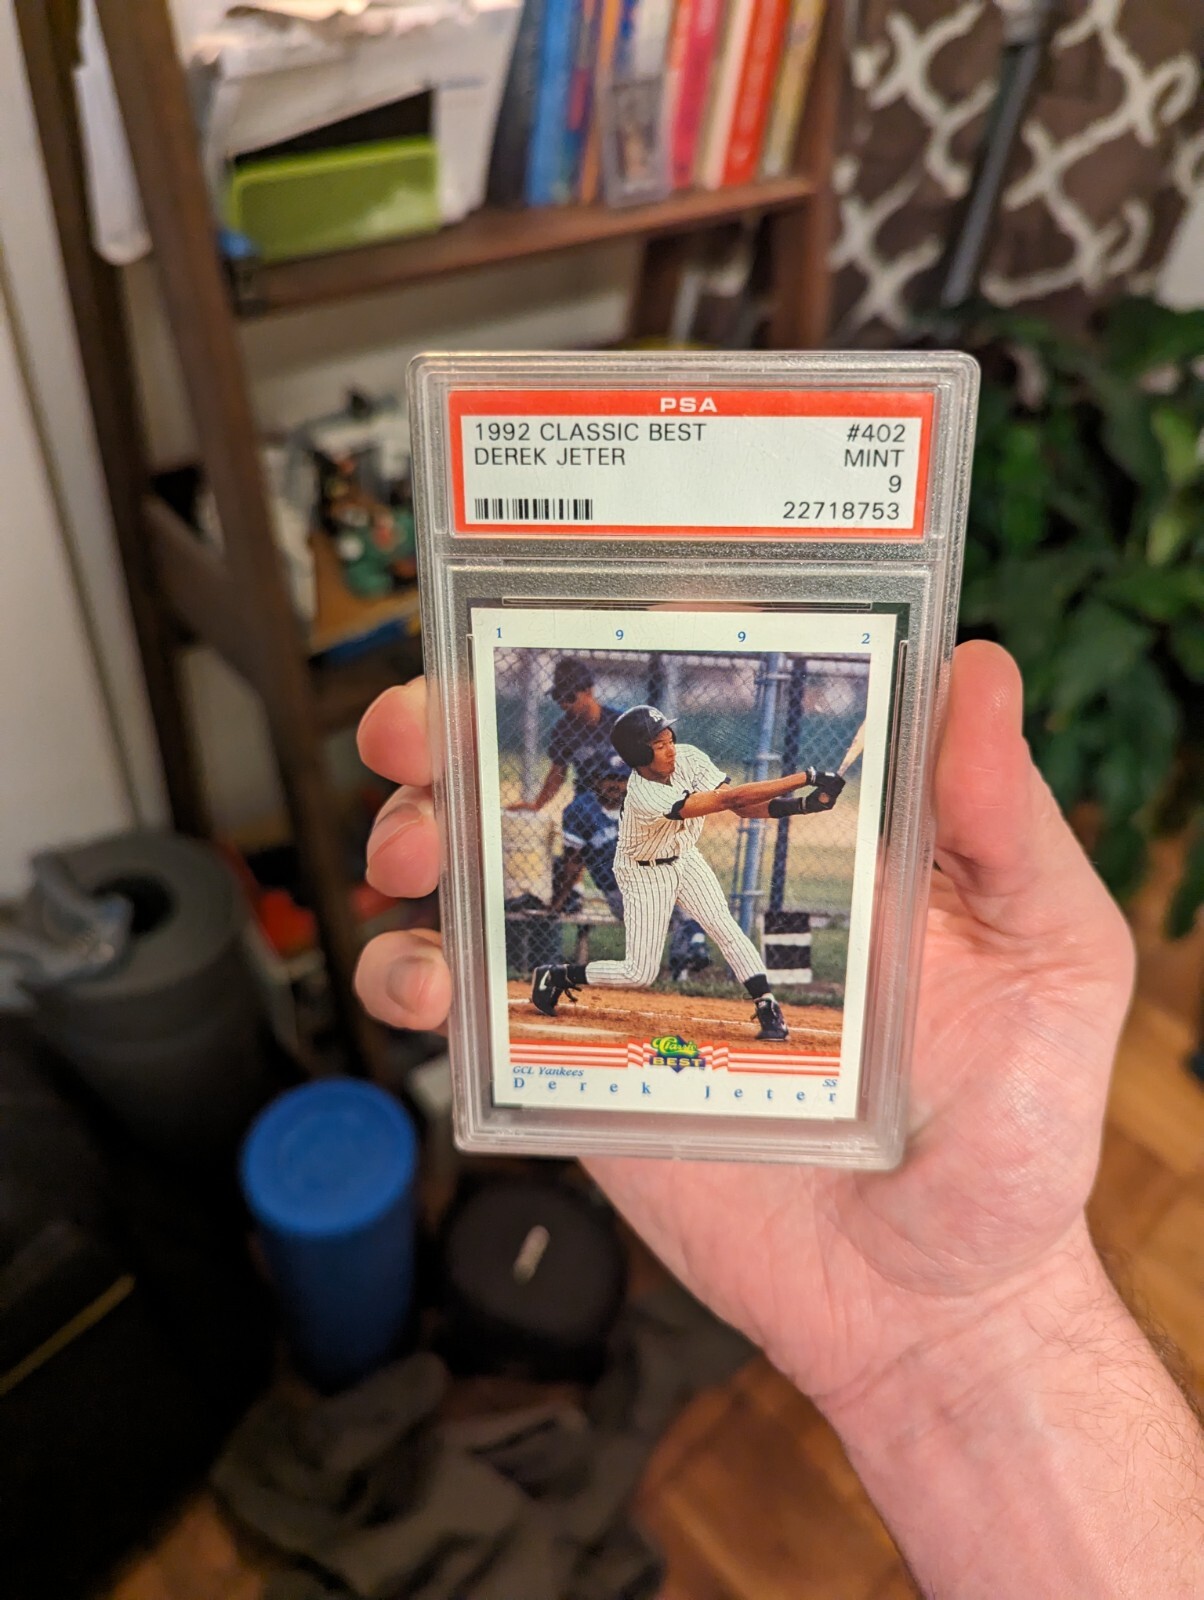 PSA
1992 CLASSIC BEST #402
DEREK JETER MINT
9
22718753
1 9 9 2
NY
Classic
BEST
GCL Yankees SS
Derek Jeter